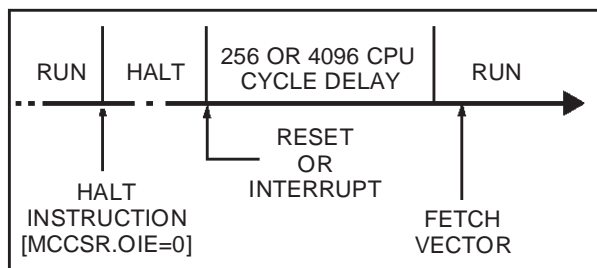 RUN
HALT
256 OR 4096 CPU
CYCLE DELAY
RUN
RESET
OR
INTERRUPT
HALT
INSTRUCTION
[MCCSR.OIE=0]
FETCH
VECTOR